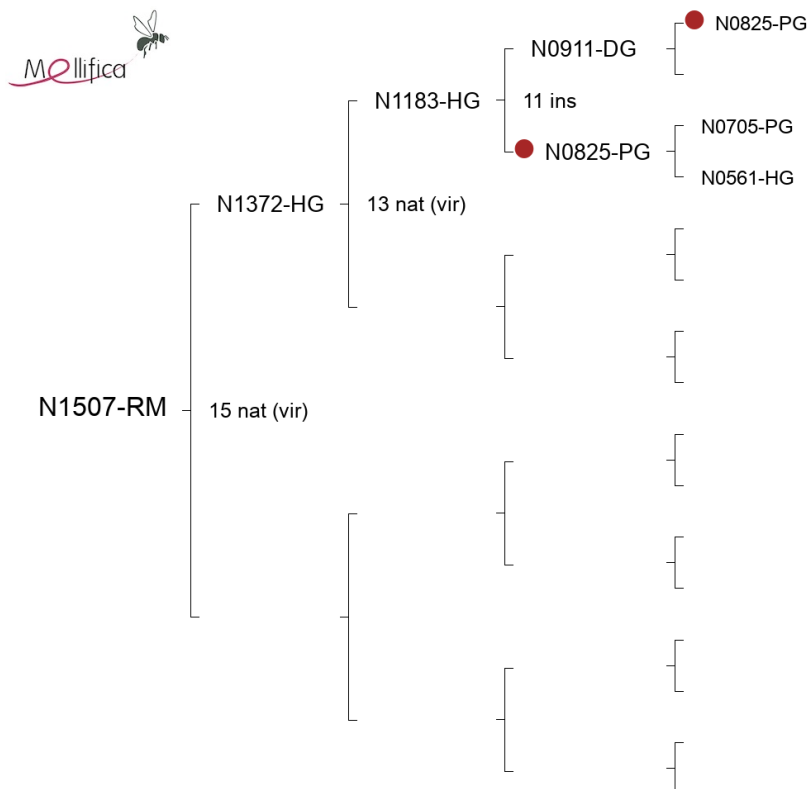 Mellifica
N0825-PG
N0911-DG
N1183-HG
11 ins
N0705-PG
N0825-PG
N0561-HG
N1372-HG
13 nat (vir)
N1507-RM
15 nat (vir)